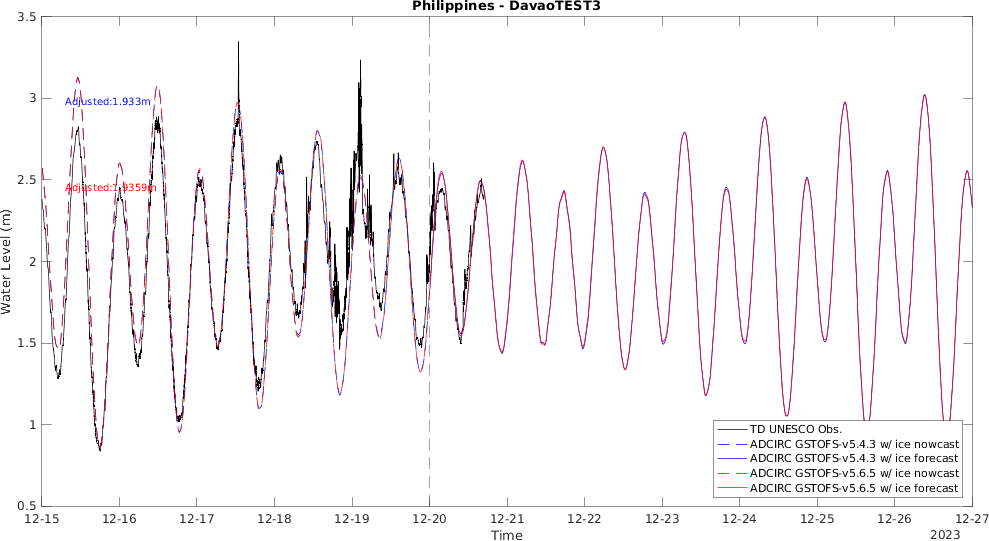 Philippines - DavaoTEST3
3.5
3
2.5
2
1.5
1
0.5
Water Level (m)
Adjusted:1.933m
Adjusted:1.9359m
TD UNESCO Obs.
ADCIRC GSTOFS-v5.4.3 w/ ice nowcast
ADCIRC GSTOFS-v5.4.3 w/ ice forecast
ADCIRC GSTOFS-v5.6.5 w/ ice nowcast
ADCIRC GSTOFS-v5.6.5 w/ ice forecast
12-15 12-16 12-17 12-18 12-19 12-20 12-21 12-22 12-23 12-24 12-25 12-26 12-27
Time
2023